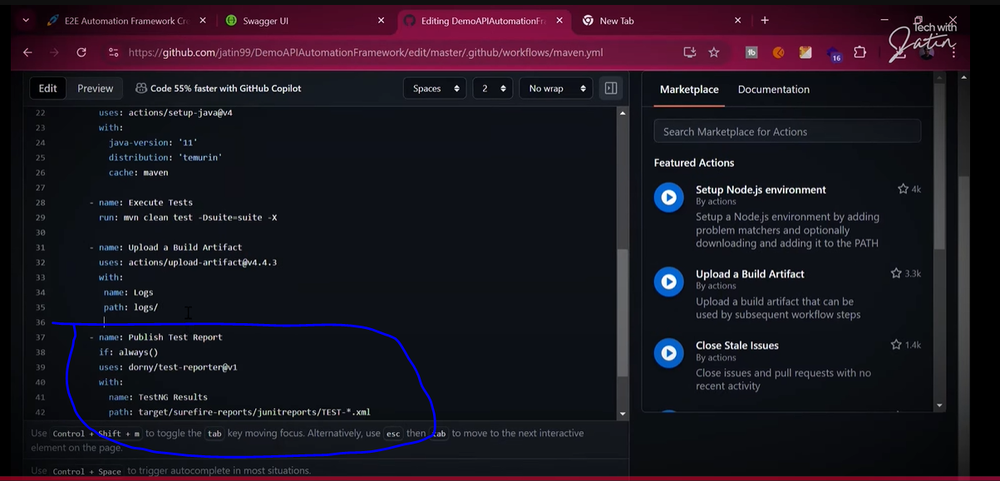 E2E Automation Framework Cre
Swagger UI
Editing DemoAPIAutomationFra
New Tab
Tech with
Jatin
https://github.com/jatin99/DemoAPIAutomationFramework/edit/master/.github/workflows/maven.yml
16
Edit
Preview
Code 55% faster with GitHub Copilot
Spaces
2
No wrap
22 uses: actions/setup-java@v4
23 with:
24 java-version: '11'
25 distribution: 'temurin'
26 cache: maven
27
28 - name: Execute Tests
29 run: mvn clean test -Dsuite=suite -X
30
31 - name: Upload a Build Artifact
32 uses: actions/upload-artifact@v4.4.3
33 with:
34 name: Logs
35 path: logs/
36
37 - name: Publish Test Report
38 if: always()
39 uses: dorny/test-reporter@v1
40 with:
41 name: TestNG Results
42 path: target/surefire-reports/junitreports/TEST-*.xml
Use Control + Shift + m to toggle the tab key moving focus. Alternatively, use esc then tab to move to the next interactive
element on the page.
Use Control + Space to trigger autocomplete in most situations.
Marketplace
Documentation
Search Marketplace for Actions
Featured Actions
Setup Node.js environment
4k
By actions
Setup a Node.js environment by adding
problem matchers and optionally
downloading and adding it to the PATH
Upload a Build Artifact
3.3k
By actions
Upload a build artifact that can be
used by subsequent workflow steps
Close Stale Issues
1.4k
By actions
Close issues and pull requests with no
recent activity